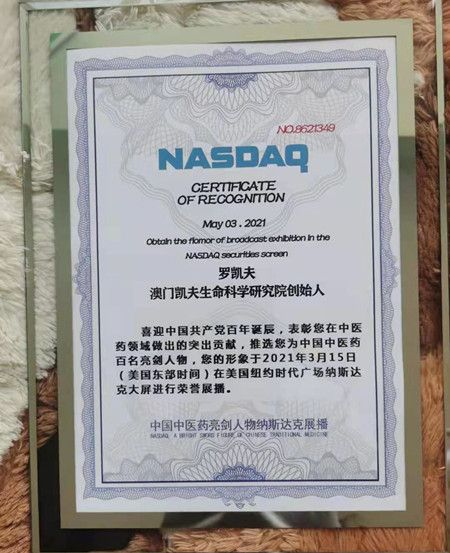 NO.8621349
NASDAQ
CERTIFICATE
OF RECOGNITION
May 03 . 2021
Obtain the flomor of broadcast exhibition in the
NASDAQ securities screen
罗凯夫
澳门凯夫生命科学研究院创始人
喜迎中国共产党百年诞辰，表彰您在中医
药领域做出的突出贡献，推选您为中国中医药
百名亮剑人物，您的形象于2021年3月15日
（美国东部时间）在美国纽约时代广场纳斯达
克大屏进行荣誉展播。
中国中医药亮剑人物纳斯达克展播
NASDAQ: A BRIGHT SWORD FIGURE OF CHINESE TRADITIONAL MEDICINE